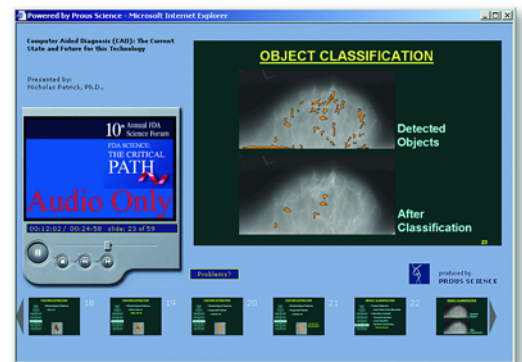 Powered by Prous Science - Microsoft Internet Explorer
Computer Aided Diagnosis (CAD): The Current
State and Future for this Technology
Presented by:
Nicholas Petrick, Ph.D.,
10th Annual FDA
Science Forum
FDA SCIENCE:
THE CRITICAL
PATH
Audio Only
00:12:02 / 00:24:58 slide: 23 of 59
OBJECT CLASSIFICATION
Detected
Objects
After
Classification
23
Problems?
produced by:
PROUS SCIENCE
18
19
20
21
22